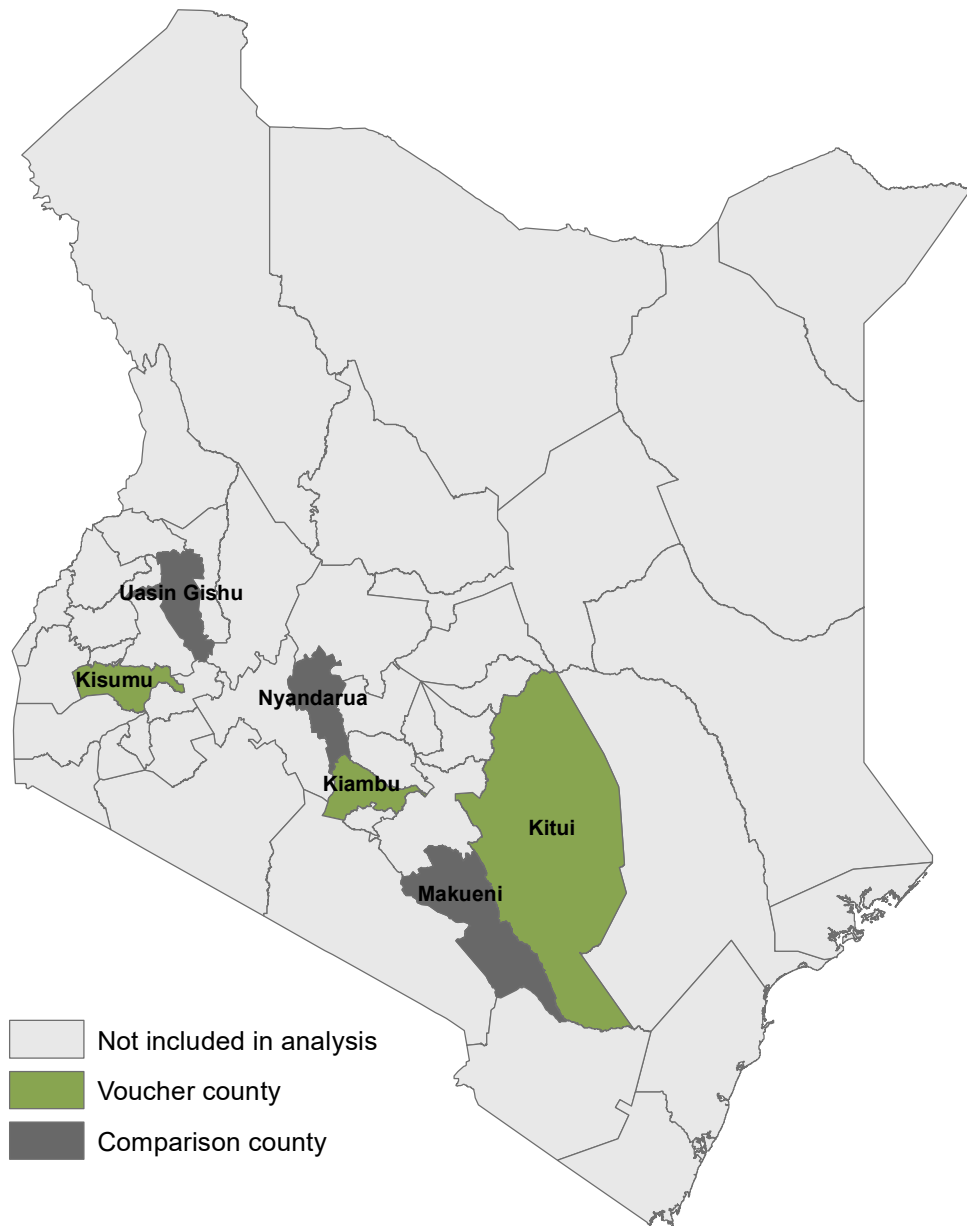 Uasin Gishu
Kisumu
Nyandarua
Kiambu
Kitui
Makueni
Not included in analysis
Voucher county
Comparison county